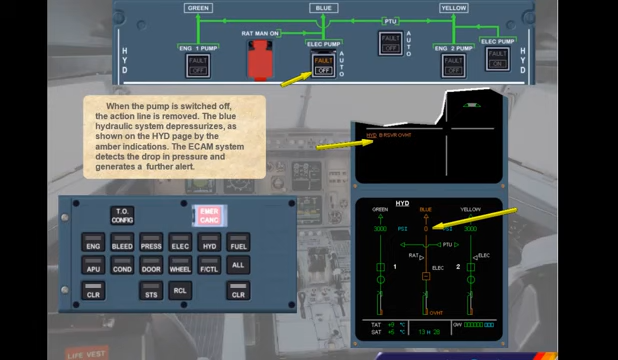 GREEN
BLUE
YELLOW
RAT MAN ON
PTU
ENG 1 PUMP
ELEC PUMP
ENG 2 PUMP
ELEC PUMP
HYD
FAULT
OFF
FAULT
OFF
AUTO
FAULT
OFF
AUTO
FAULT
OFF
FAULT
ON
HYD
When the pump is switched off,
the action line is removed. The blue
hydraulic system depressurizes, as
shown on the HYD page by the
amber indications. The ECAM system
detects the drop in pressure and
generates a further alert.
HYD B RSVR OVHT
T.O.
CONFIG
EMER
CANC
ENG BLEED PRESS ELEC HYD FUEL
APU COND DOOR WHEEL F/CTL ALL
CLR STS RCL CLR
HYD
GREEN BLUE YELLOW
3000 PSI 0 PSI 3000
PTU
RAT ELEC
1 ELEC 2
OVHT
TAT +8 °C
SAT +6 °C 13 H 28 GW
LIFE VEST